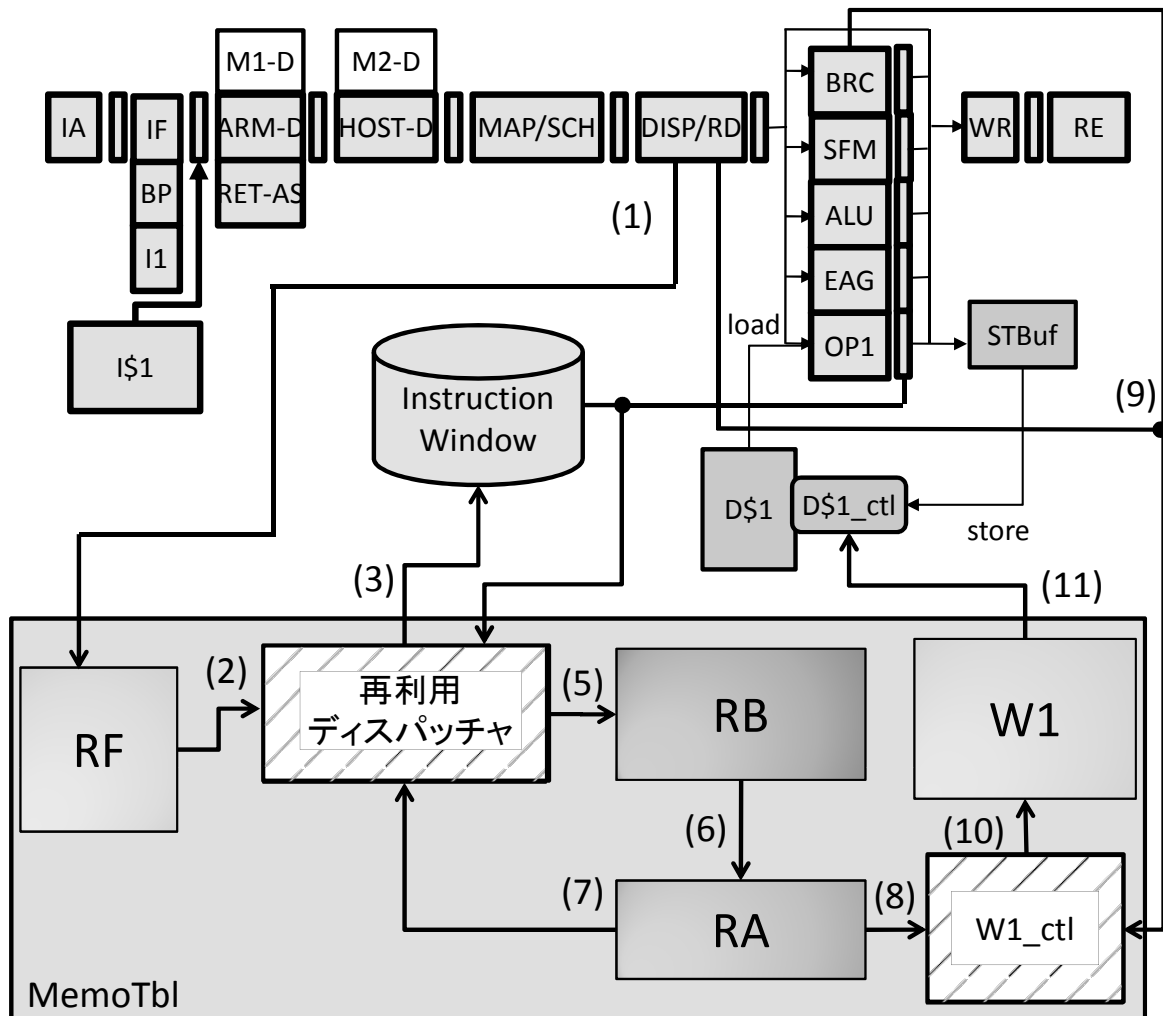 M1-D
M2-D
BRC
IA
IF
ARM-D
HOST-D
MAP/SCH
DISP/RD
WR
RE
SFM
BP
RET-AS
(1)
ALU
I1
EAG
load
OP1
STBuf
I$1
Instruction
Window
(9)
D$1
D$1_ctl
store
(3)
(11)
(2)
再利用
ディスパッチャ
(5)
RB
W1
RF
(6)
(10)
(7)
RA
(8)
W1_ctl
MemoTbl